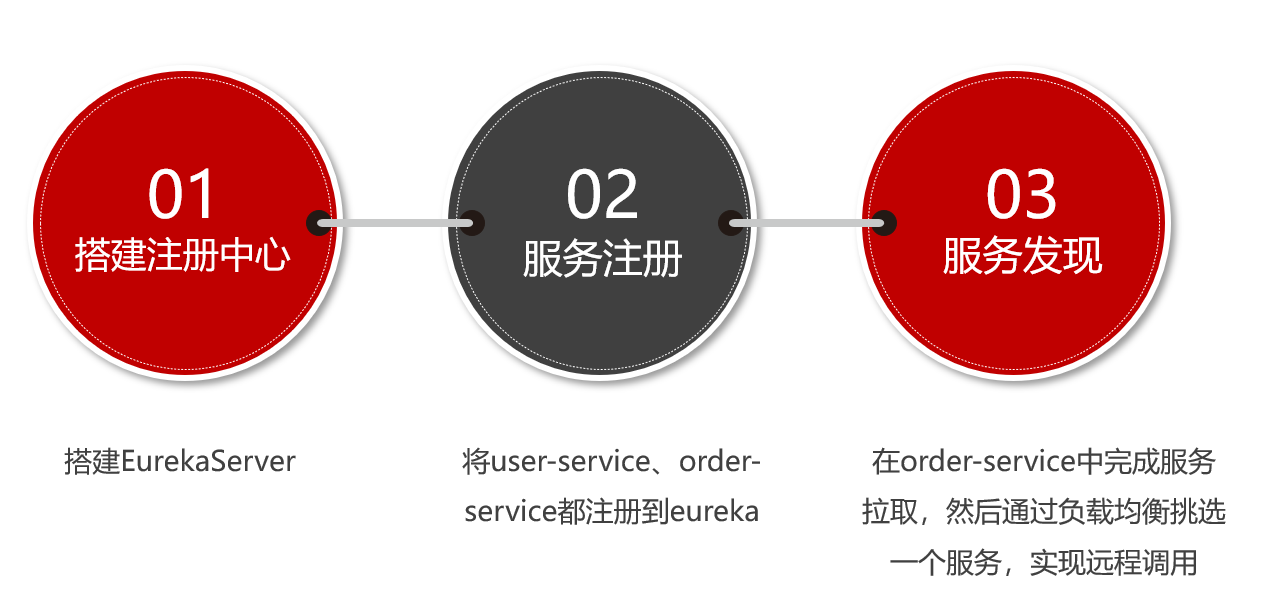 01
搭建注册中心
02
服务注册
03
服务发现
搭建EurekaServer
将user-service、order-
service都注册到eureka
在order-service中完成服务
拉取，然后通过负载均衡挑选
一个服务，实现远程调用